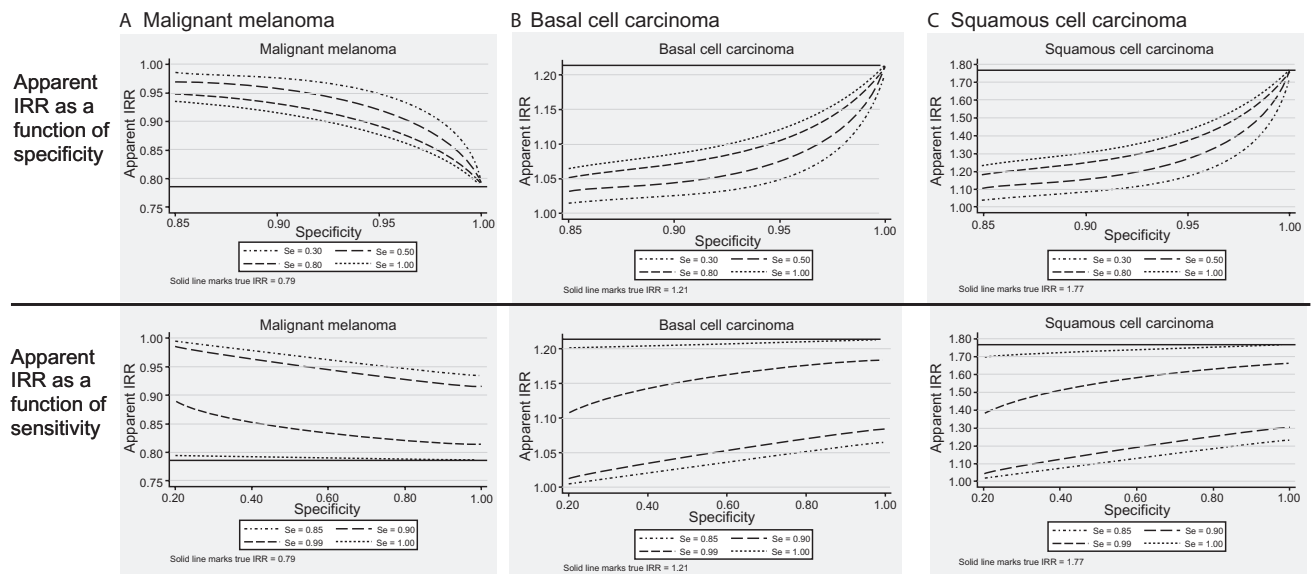 A Malignant melanoma
B Basal cell carcinoma
C Squamous cell carcinoma
Apparent
IRR as a
function of
specificity
Malignant melanoma
Apparent IRR
1.00
0.95
0.90
0.85
0.80
0.75
0.85 0.90 0.95 1.00
Specificity
Se = 0.30 Se = 0.50
Se = 0.80 Se = 1.00
Solid line marks true IRR = 0.79
Basal cell carcinoma
Apparent IRR
1.20
1.15
1.10
1.05
1.00
0.85 0.90 0.95 1.00
Specificity
Se = 0.30 Se = 0.50
Se = 0.80 Se = 1.00
Solid line marks true IRR = 1.21
Squamous cell carcinoma
Apparent IRR
1.80
1.70
1.60
1.50
1.40
1.30
1.20
1.10
1.00
0.85 0.90 0.95 1.00
Specificity
Se = 0.30 Se = 0.50
Se = 0.80 Se = 1.00
Solid line marks true IRR = 1.77
Apparent
IRR as a
function of
sensitivity
Malignant melanoma
Apparent IRR
1.00
0.95
0.90
0.85
0.80
0.75
0.20 0.40 0.60 0.80 1.00
Specificity
Se = 0.85 Se = 0.90
Se = 0.99 Se = 1.00
Solid line marks true IRR = 0.79
Basal cell carcinoma
Apparent IRR
1.20
1.15
1.10
1.05
1.00
0.20 0.40 0.60 0.80 1.00
Specificity
Se = 0.85 Se = 0.90
Se = 0.99 Se = 1.00
Solid line marks true IRR = 1.21
Squamous cell carcinoma
Apparent IRR
1.80
1.70
1.60
1.50
1.40
1.30
1.20
1.10
1.00
0.20 0.40 0.60 0.80 1.00
Specificity
Se = 0.85 Se = 0.90
Se = 0.99 Se = 1.00
Solid line marks true IRR = 1.77